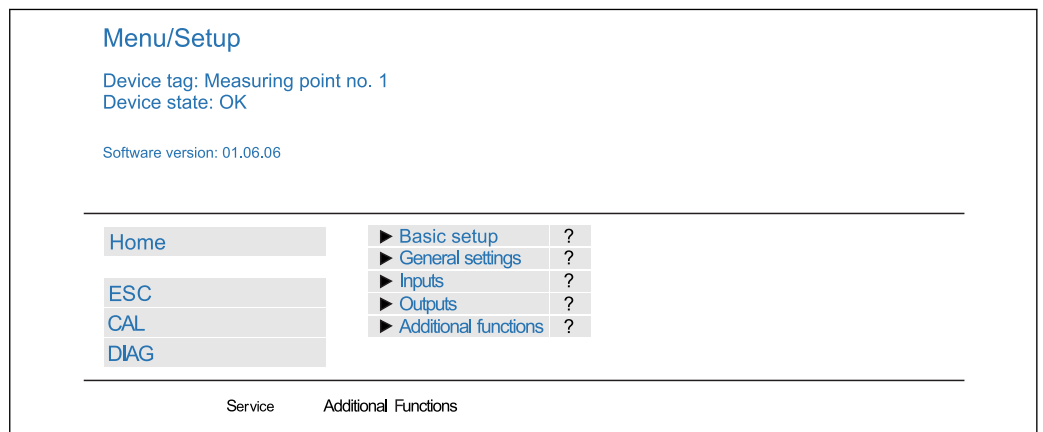 Menu/Setup
Device tag: Measuring point no. 1
Device state: OK
Software version: 01.06.06
Home
ESC
CAL
DIAG
► Basic setup ?
► General settings ?
► Inputs ?
► Outputs ?
► Additional functions ?
Service Additional Functions